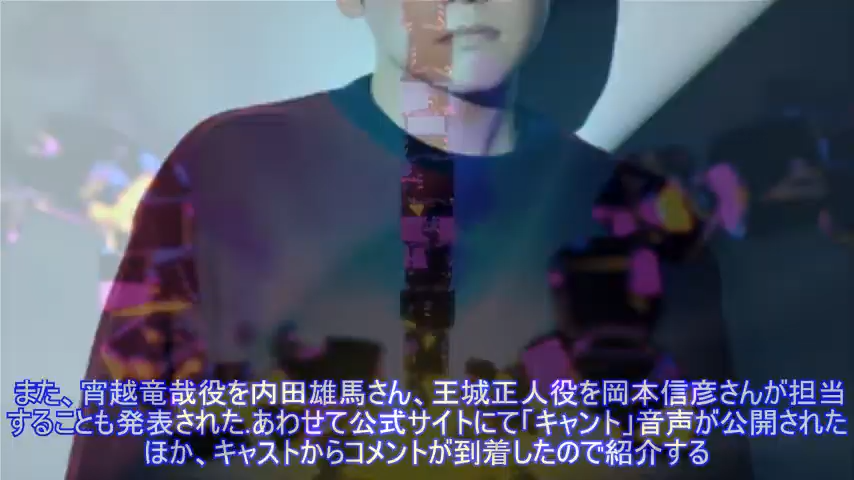 また、宵越竜哉役を内田雄馬さん、王城正人役を岡本信彦さんが担当
することも発表された.あわせて公式サイトにて「キャント」音声が公開された
ほか、キャストからコメントが到着したので紹介する